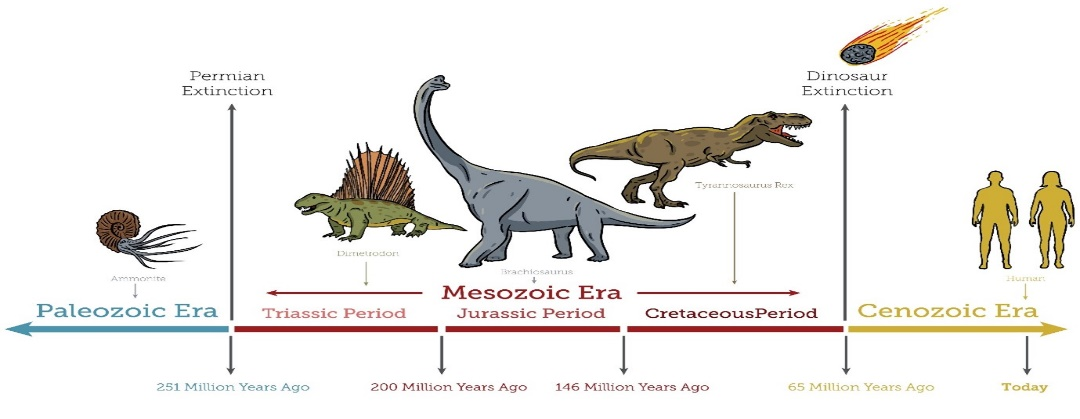 Permian
Extinction
Dinosaur
Extinction
Tyrannosaurus Rex
Dimetrodon
Ammonite
Brachiosaurus
Human
Mesozoic Era
Paleozoic Era
Triassic Period
Jurassic Period
CretaceousPeriod
Cenozoic Era
251 Million Years Ago
200 Million Years Ago
146 Million Years Ago
65 Million Years Ago
Today